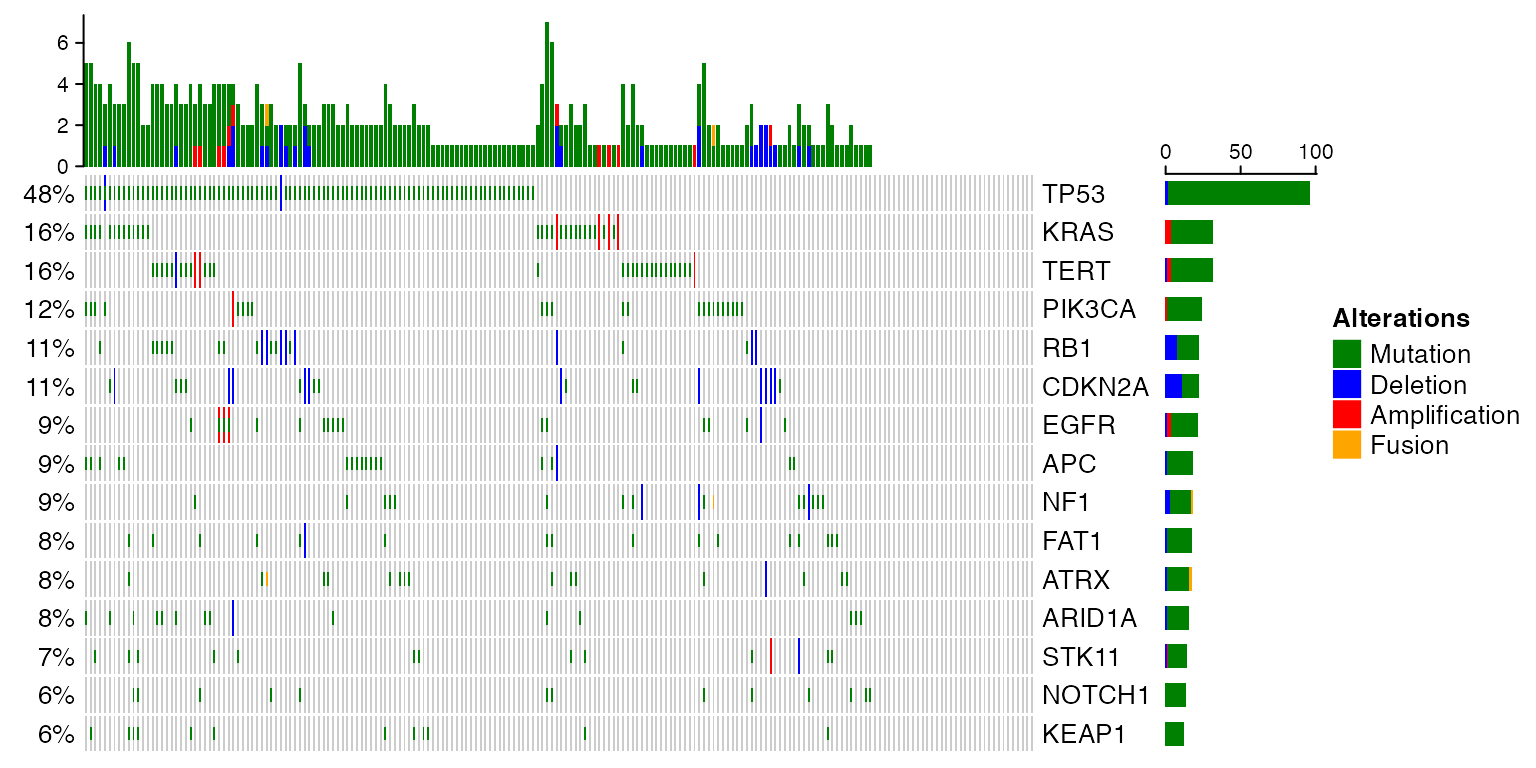 6
4
2
0
0 50 100
48% TP53
16% KRAS
16% TERT
12% PIK3CA
11% RB1
11% CDKN2A
9% EGFR
9% APC
9% NF1
8% FAT1
8% ATRX
8% ARID1A
7% STK11
6% NOTCH1
6% KEAP1
Alterations
Mutation
Deletion
Amplification
Fusion